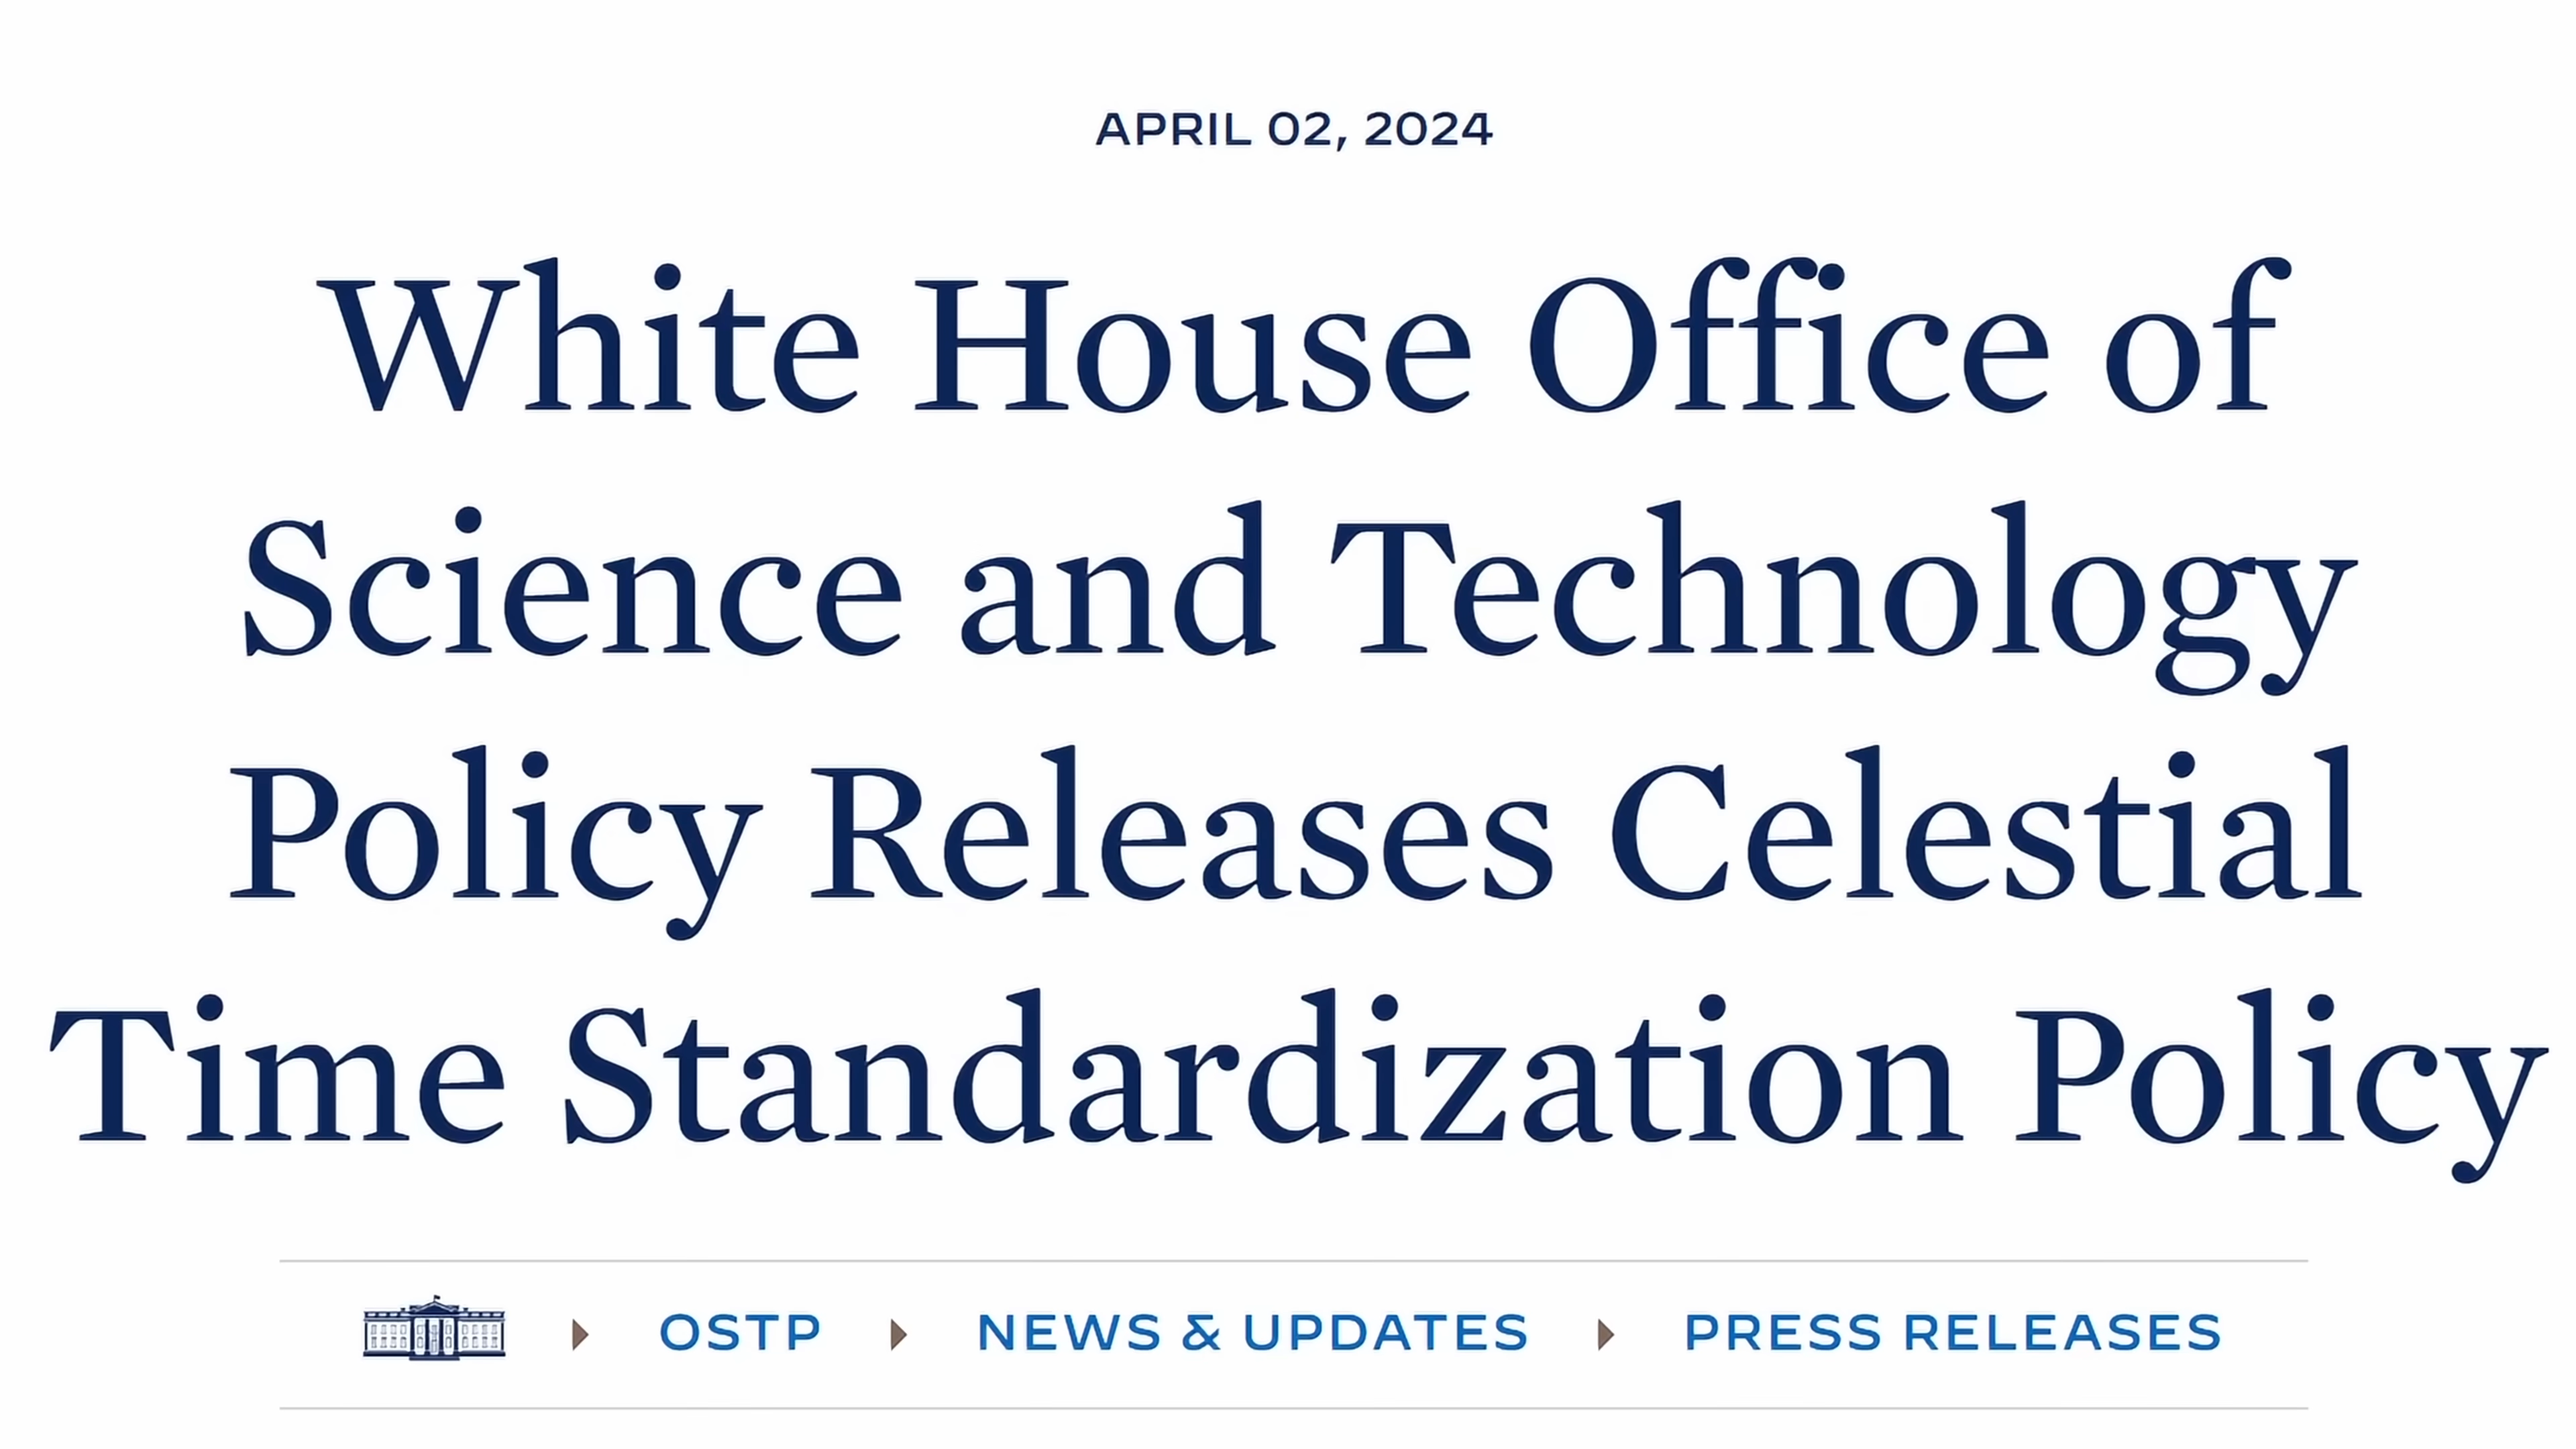 APRIL 02, 2024
White House Office of
Science and Technology
Policy Releases Celestial
Time Standardization Policy
OSTP NEWS & UPDATES PRESS RELEASES